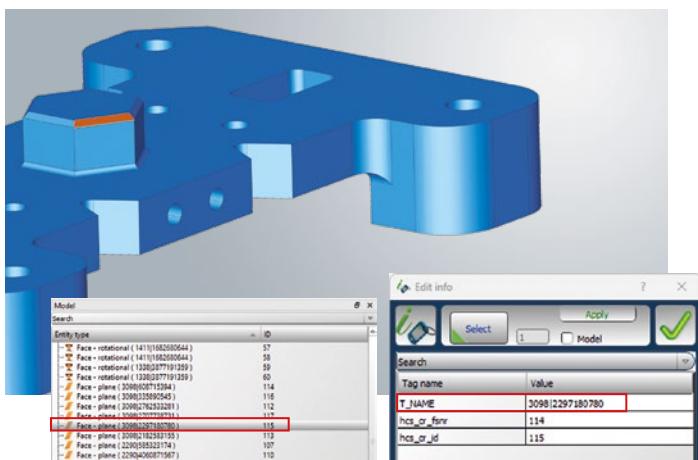 Model
Search
Entity type ID
Face - rotational ( 1411|1682680644 ) 57
Face - rotational ( 1411|1682680644 ) 58
Face - rotational ( 1338|3877191359 ) 59
Face - rotational ( 1338|3877191359 ) 60
Face - plane ( 3098|608715394 ) 114
Face - plane ( 3098|335890545 ) 116
Face - plane ( 3098|2762533281 ) 112
Face - plane ( 3098|2297180780 ) 115
Face - plane ( 3098|2182583155 ) 113
Face - plane ( 2290|585323174 ) 107
Face - plane ( 2290|4060871567 ) 110
Edit info ? ×
Select 1 Apply
Model
Search
Tag name Value
T_NAME 3098|2297180780
hcs_cr_fsnr 114
hcs_cr_id 115